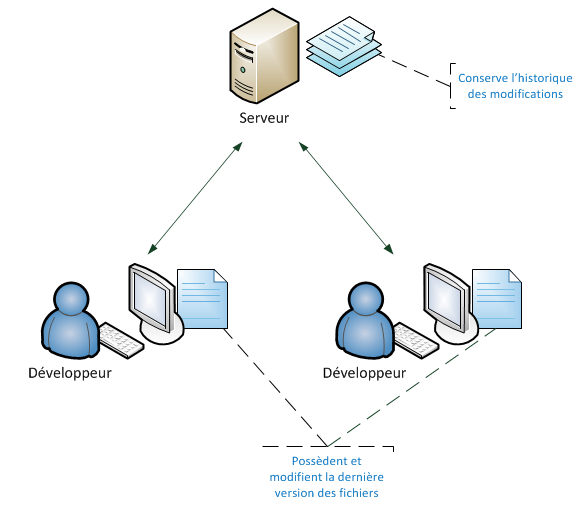 Conserve l’historique
des modifications
Serveur
Développeur
Développeur
Possèdent et
modifient la dernière
version des fichiers